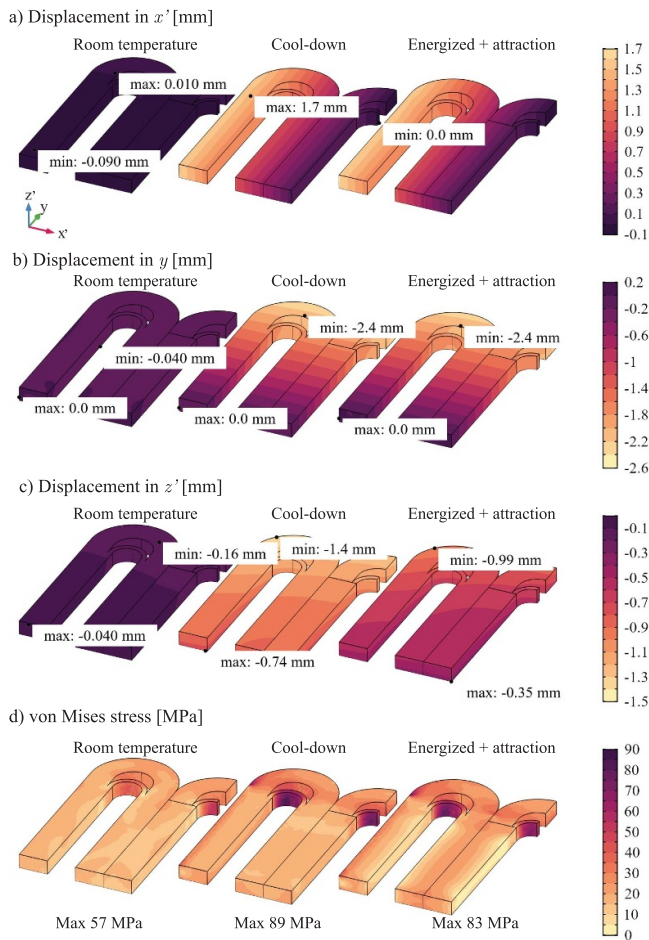 a) Displacement in x' [mm]
Room temperature Cool-down Energized + attraction
max: 0.010 mm
max: 1.7 mm
min: 0.0 mm
min: -0.090 mm
z'
y
x'
1.7
1.5
1.3
1.1
0.9
0.7
0.5
0.3
0.1
-0.1
b) Displacement in y [mm]
Room temperature Cool-down Energized + attraction
min: -2.4 mm
min: -2.4 mm
min: -0.040 mm
max: 0.0 mm
max: 0.0 mm
max: 0.0 mm
0.2
-0.2
-0.6
-1
-1.4
-1.8
-2.2
-2.6
c) Displacement in z' [mm]
Room temperature Cool-down Energized + attraction
min: -0.16 mm
min: -1.4 mm
min: -0.99 mm
max: -0.040 mm
max: -0.74 mm
max: -0.35 mm
-0.1
-0.3
-0.5
-0.7
-0.9
-1.1
-1.3
-1.5
d) von Mises stress [MPa]
Room temperature Cool-down Energized + attraction
90
80
70
60
50
40
30
20
10
0
Max 57 MPa Max 89 MPa Max 83 MPa